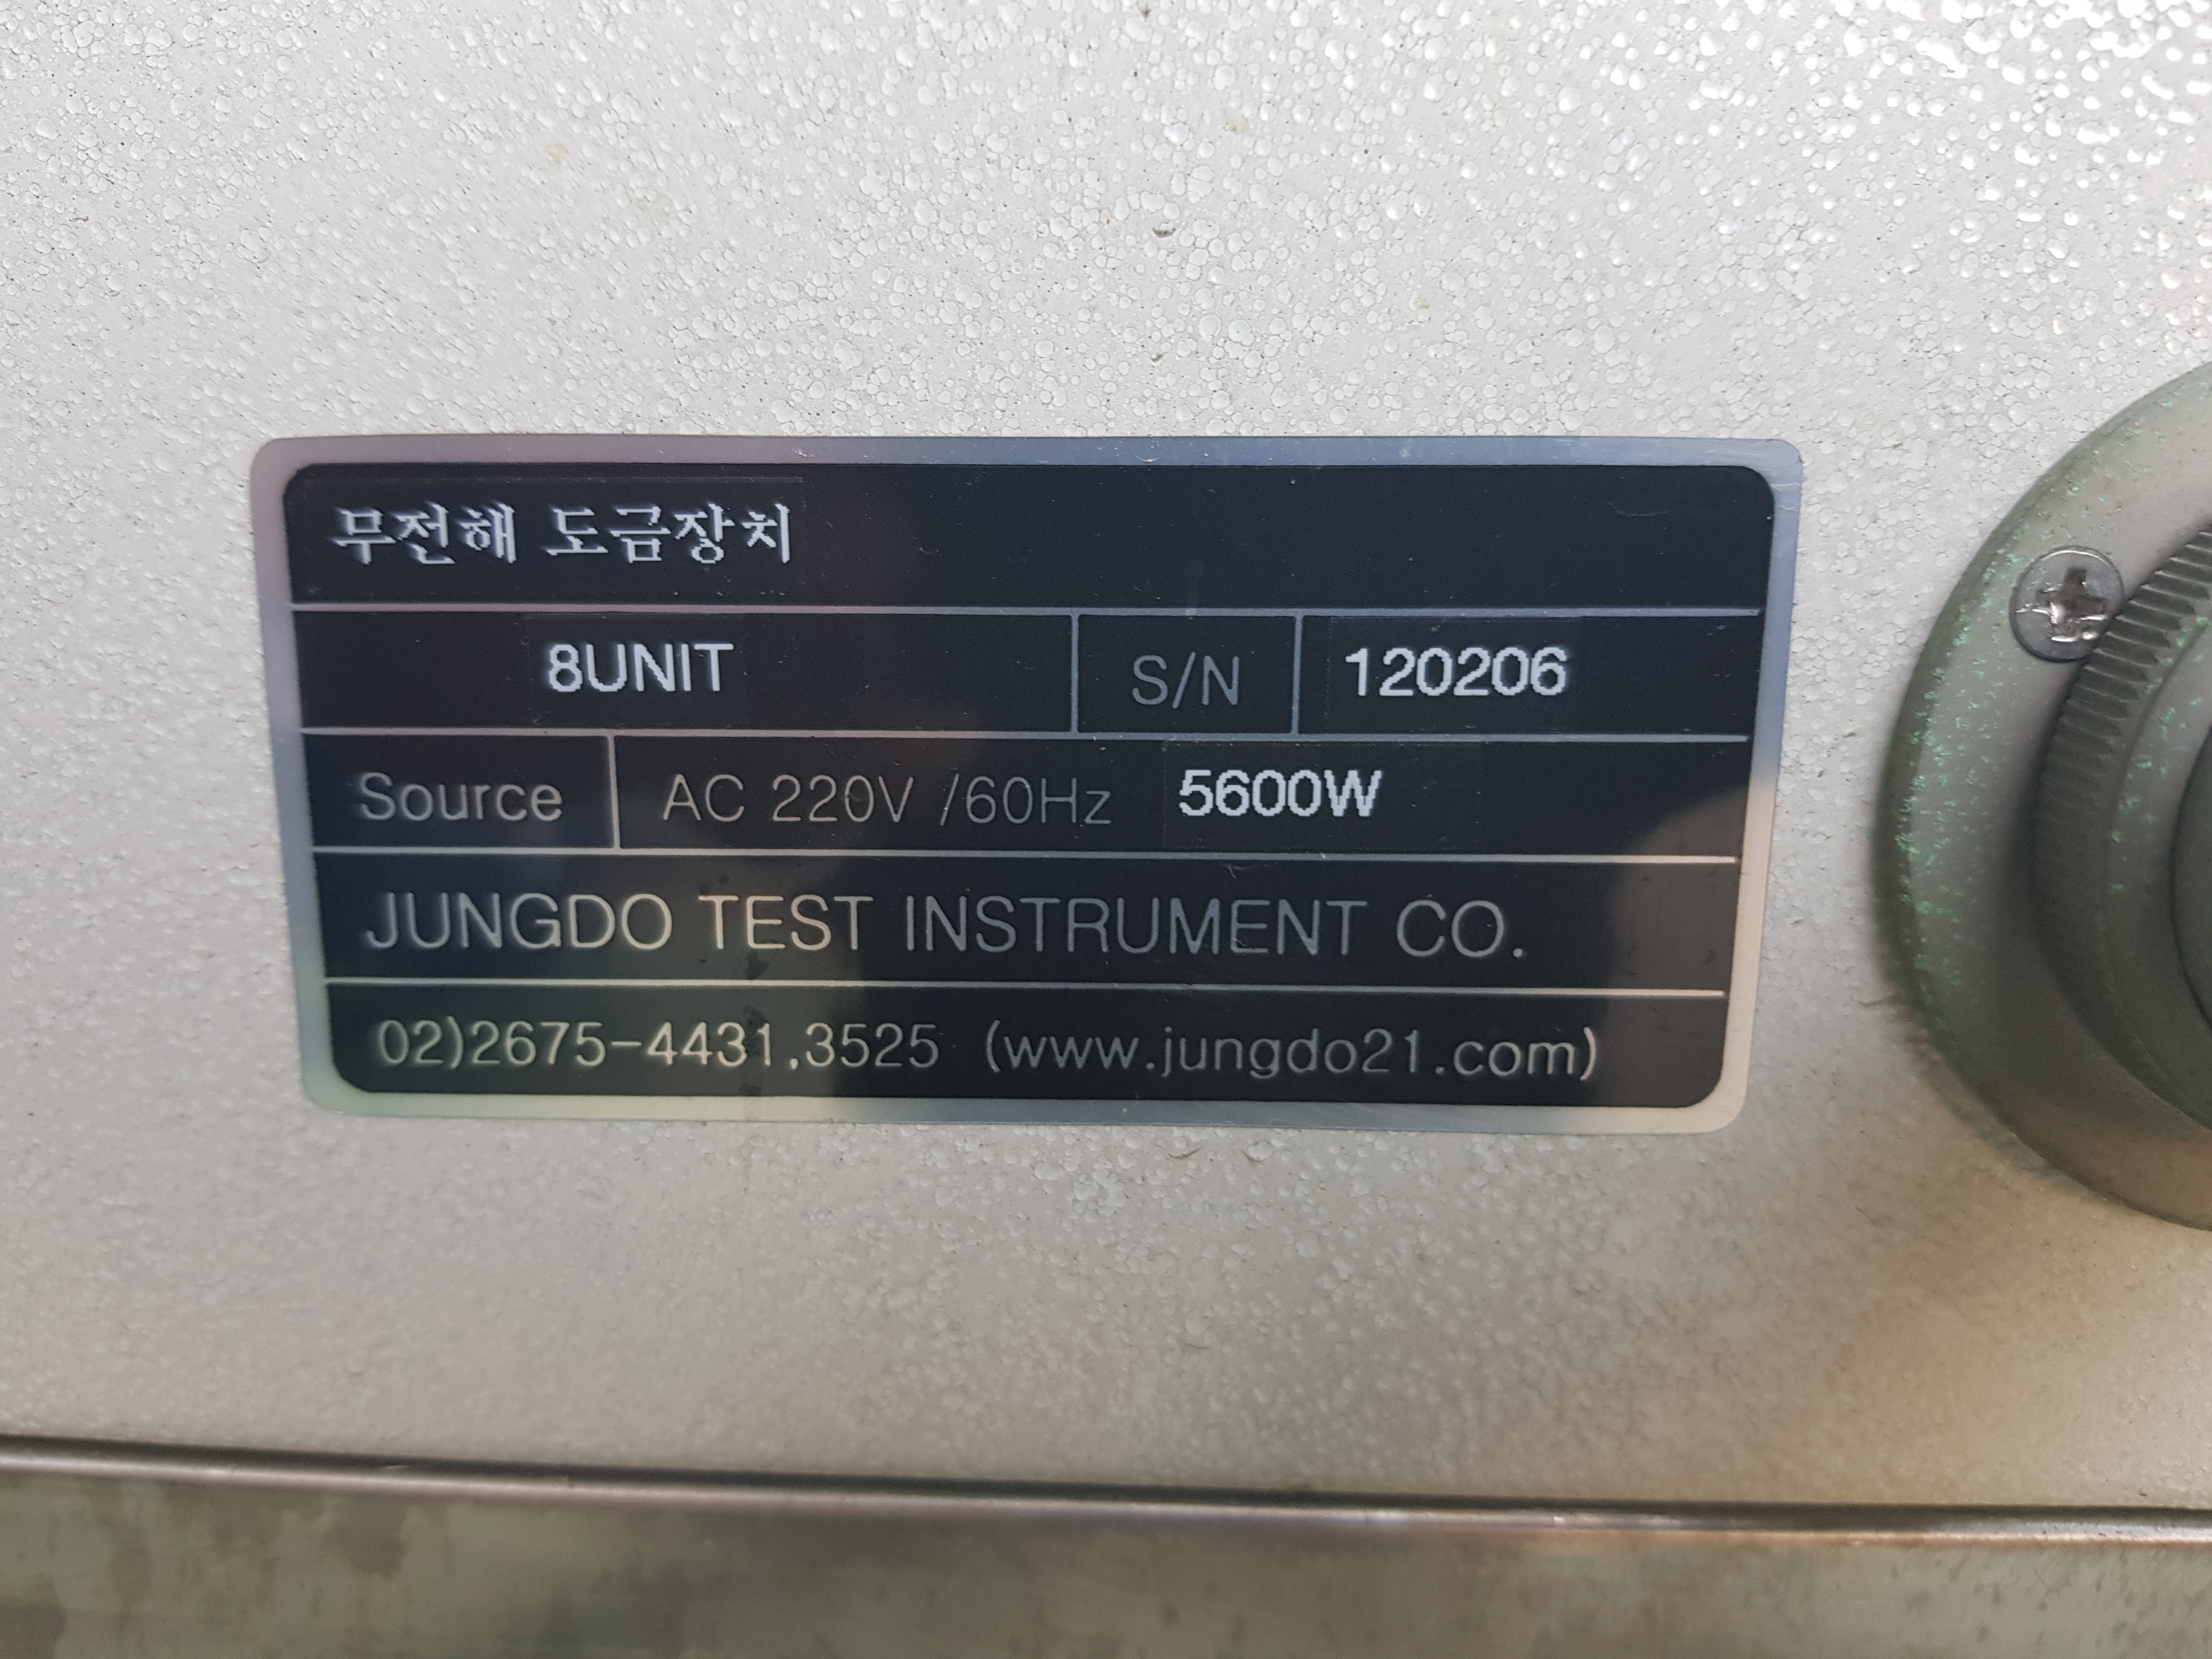 무전해 도금장치
8UNIT S/N 120206
Source AC 220V /60Hz 5600W
JUNGDO TEST INSTRUMENT CO.
02)2675-4431,3525 (www.jungdo21.com)